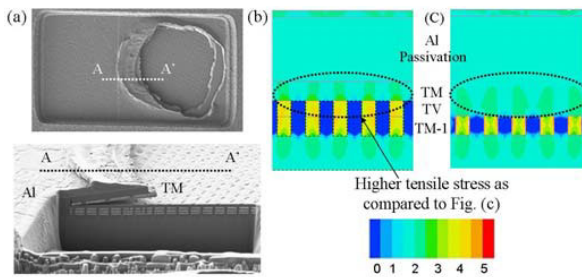 (a)
A
A'
A
A'
Al
TM
(b)
(C)
Al
Passivation
TM
TV
TM-1
Higher tensile stress as
compared to Fig. (c)
0 1 2 3 4 5